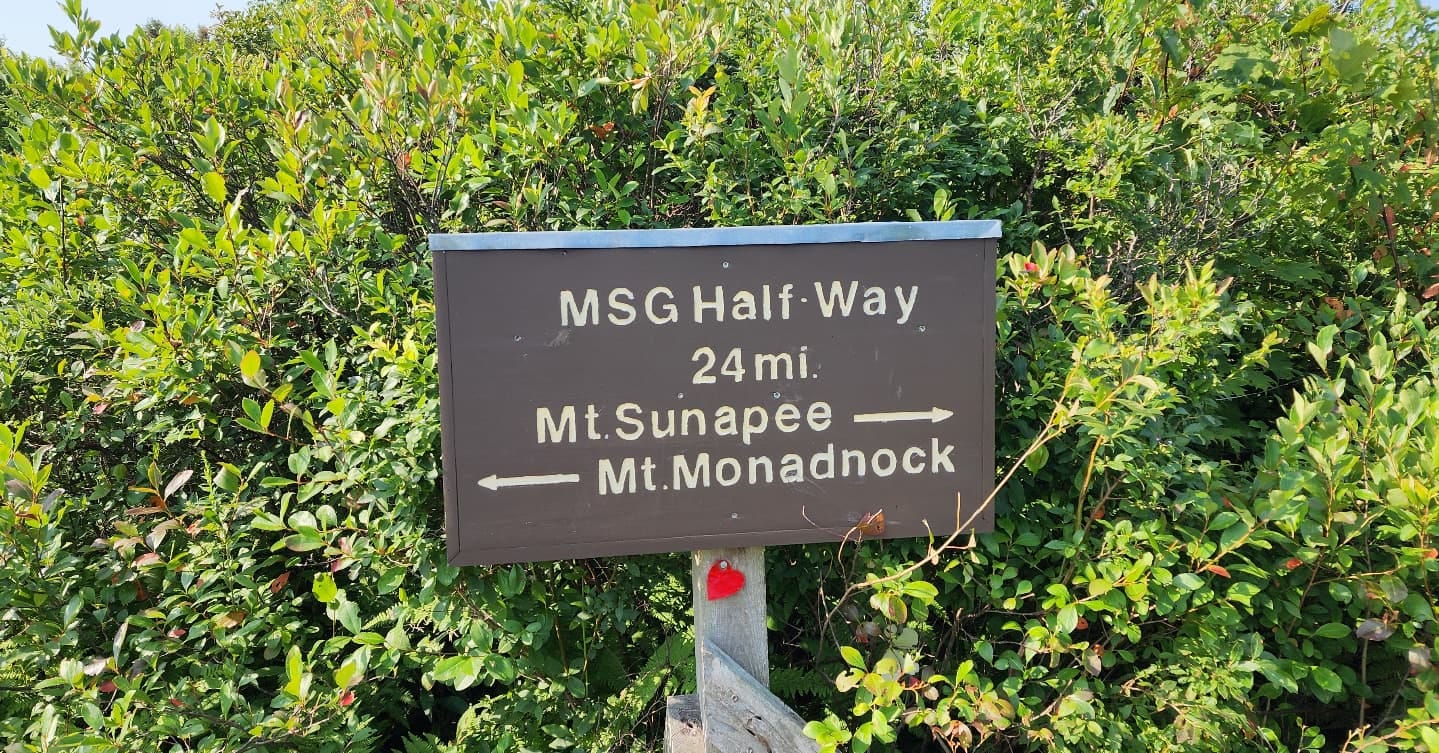 MSG Half-Way
24 mi.
Mt. Sunapee →
← Mt. Monadnock